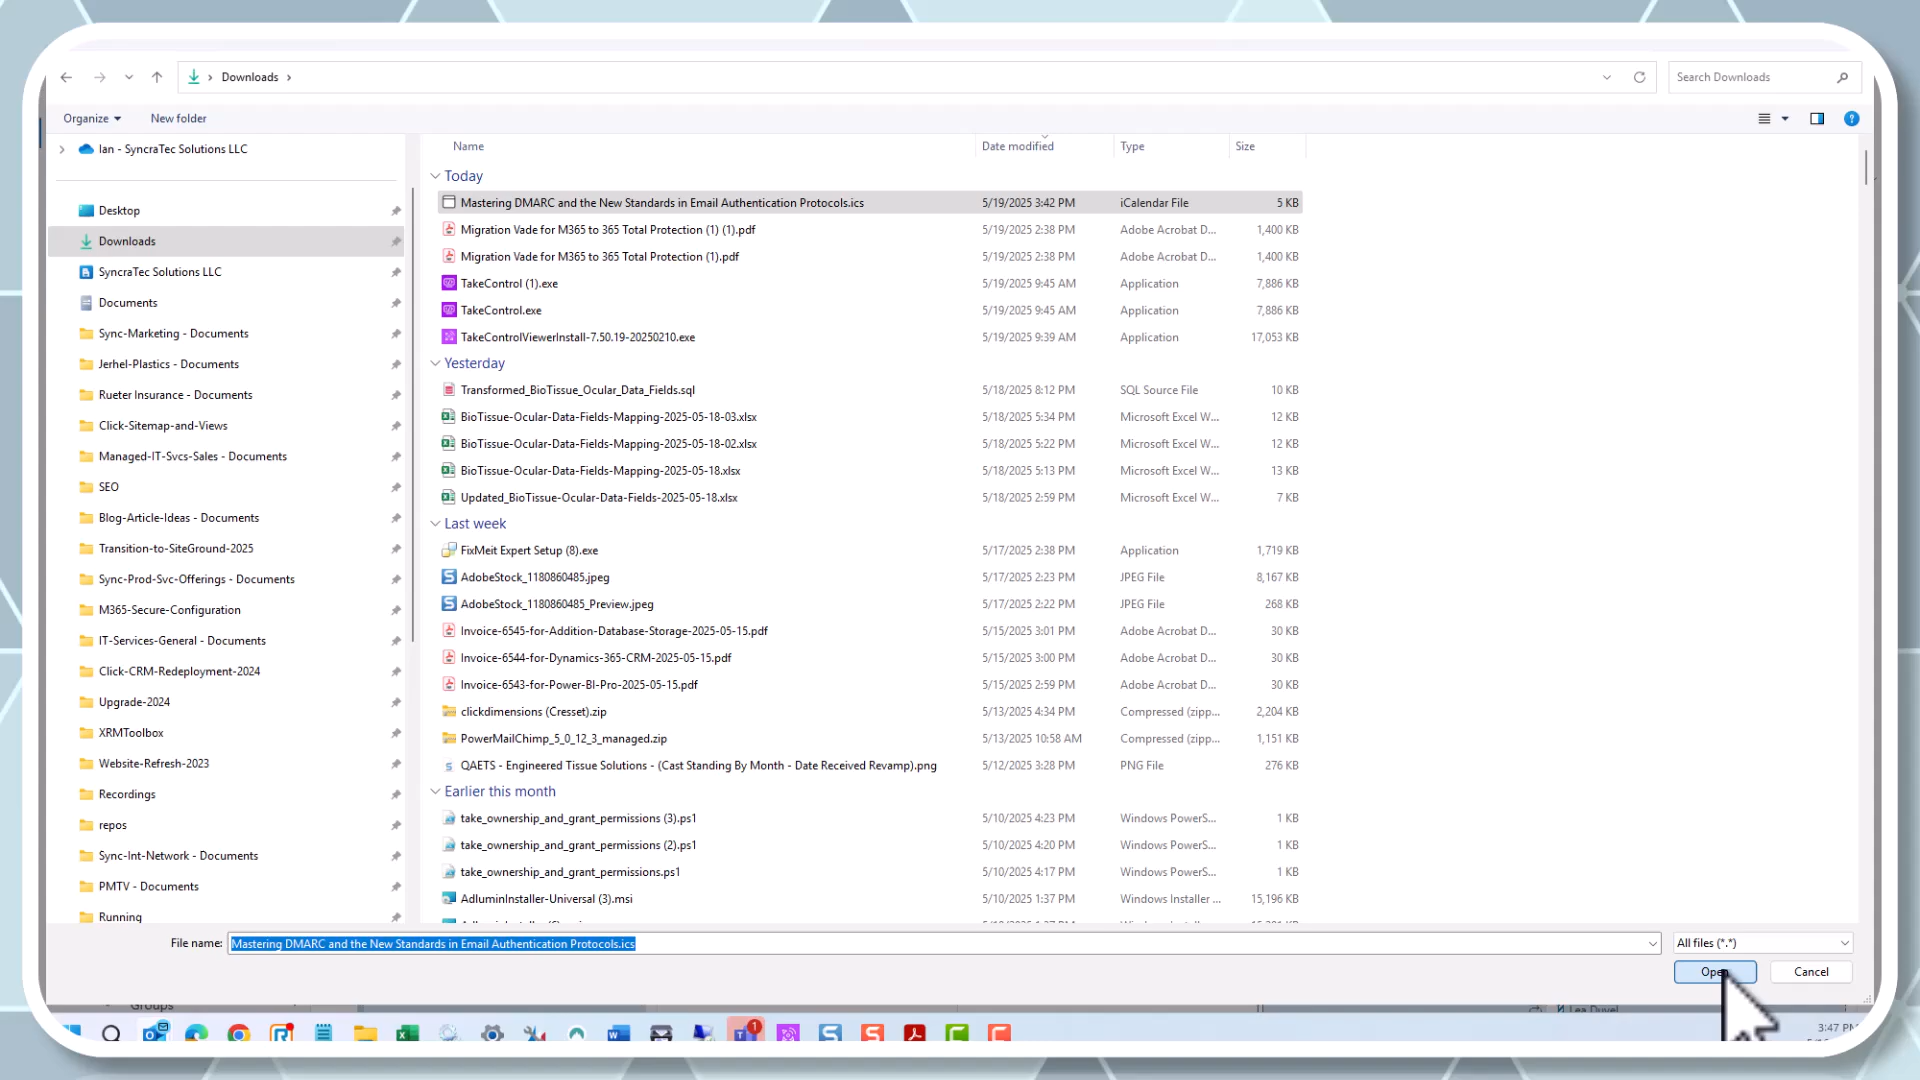 Downloads
Search Downloads
Organize
New folder
Ian - SyncraTec Solutions LLC
Desktop
Downloads
SyncraTec Solutions LLC
Documents
Sync-Marketing - Documents
Jerhel-Plastics - Documents
Rueter Insurance - Documents
Click-Sitemap-and-Views
Managed-IT-Svcs-Sales - Documents
SEO
Blog-Article-Ideas - Documents
Transition-to-SiteGround-2025
Sync-Prod-Svc-Offerings - Documents
M365-Secure-Configuration
IT-Services-General - Documents
Click-CRM-Redeployment-2024
Upgrade-2024
XRMToolbox
Website-Refresh-2023
Recordings
repos
Sync-Int-Network - Documents
PMTV - Documents
Running
Name Date modified Type Size
Today
Mastering DMARC and the New Standards in Email Authentication Protocols.ics 5/19/2025 3:42 PM iCalendar File 5 KB
Migration Vade for M365 to 365 Total Protection (1) (1).pdf 5/19/2025 2:38 PM Adobe Acrobat D... 1,400 KB
Migration Vade for M365 to 365 Total Protection (1).pdf 5/19/2025 2:38 PM Adobe Acrobat D... 1,400 KB
TakeControl (1).exe 5/19/2025 9:45 AM Application 7,886 KB
TakeControl.exe 5/19/2025 9:45 AM Application 7,886 KB
TakeControlViewerInstall-7.50.19-20250210.exe 5/19/2025 9:39 AM Application 17,053 KB
Yesterday
Transformed_BioTissue_Ocular_Data_Fields.sql 5/18/2025 8:12 PM SQL Source File 10 KB
BioTissue-Ocular-Data-Fields-Mapping-2025-05-18-03.xlsx 5/18/2025 5:34 PM Microsoft Excel W... 12 KB
BioTissue-Ocular-Data-Fields-Mapping-2025-05-18-02.xlsx 5/18/2025 5:22 PM Microsoft Excel W... 12 KB
BioTissue-Ocular-Data-Fields-Mapping-2025-05-18.xlsx 5/18/2025 5:13 PM Microsoft Excel W... 13 KB
Updated_BioTissue-Ocular-Data-Fields-2025-05-18.xlsx 5/18/2025 2:59 PM Microsoft Excel W... 7 KB
Last week
FixMeit Expert Setup (8).exe 5/17/2025 2:38 PM Application 1,719 KB
AdobeStock_1180860485.jpeg 5/17/2025 2:23 PM JPEG File 8,167 KB
AdobeStock_1180860485_Preview.jpeg 5/17/2025 2:22 PM JPEG File 268 KB
Invoice-6545-for-Addition-Database-Storage-2025-05-15.pdf 5/15/2025 3:01 PM Adobe Acrobat D... 30 KB
Invoice-6544-for-Dynamics-365-CRM-2025-05-15.pdf 5/15/2025 3:00 PM Adobe Acrobat D... 30 KB
Invoice-6543-for-Power-BI-Pro-2025-05-15.pdf 5/15/2025 2:59 PM Adobe Acrobat D... 30 KB
clickdimensions (Cresset).zip 5/13/2025 4:34 PM Compressed (zipp... 2,204 KB
PowerMailChimp_5_0_12_3_managed.zip 5/13/2025 10:58 AM Compressed (zipp... 1,151 KB
QAETS - Engineered Tissue Solutions - (Cast Standing By Month - Date Received Revamp).png 5/12/2025 3:28 PM PNG File 276 KB
Earlier this month
take_ownership_and_grant_permissions (3).ps1 5/10/2025 4:23 PM Windows PowerS... 1 KB
take_ownership_and_grant_permissions (2).ps1 5/10/2025 4:20 PM Windows PowerS... 1 KB
take_ownership_and_grant_permissions.ps1 5/10/2025 4:17 PM Windows PowerS... 1 KB
AdluminInstaller-Universal (3).msi 5/10/2025 1:37 PM Windows Installer ... 15,196 KB
File name: Mastering DMARC and the New Standards in Email Authentication Protocols.ics
All files (*.*)
Open
Cancel
Groups
Lea Duvel
1
3:47 PM